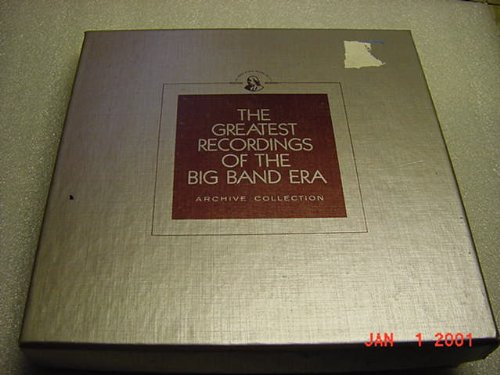 THE
GREATEST
RECORDINGS
OF THE
BIG BAND ERA
ARCHIVE COLLECTION
JAN 1 2001